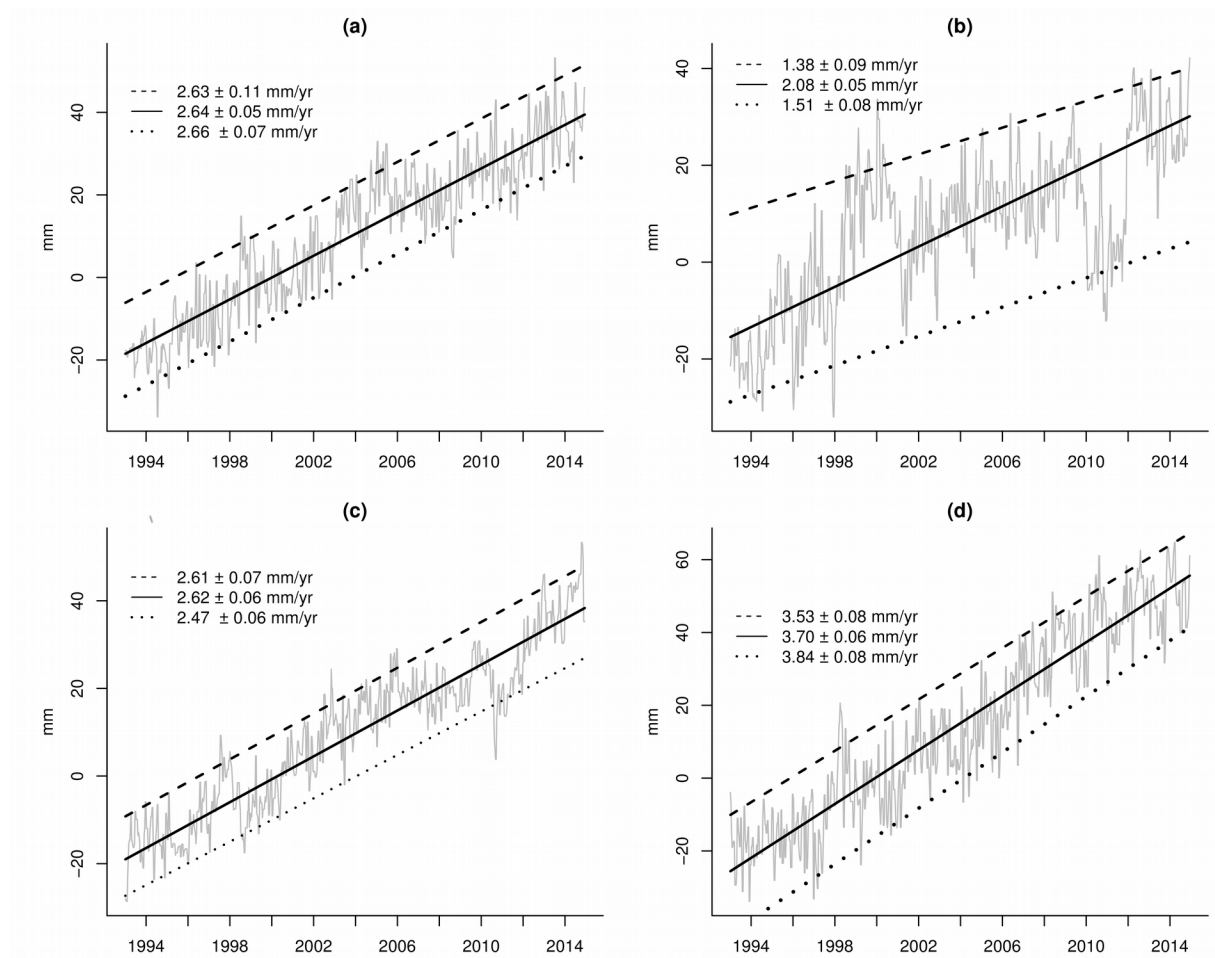 (a)
2.63 ± 0.11 mm/yr
2.64 ± 0.05 mm/yr
2.66 ± 0.07 mm/yr
mm
40
20
0
−20
1994 1998 2002 2006 2010 2014
(b)
1.38 ± 0.09 mm/yr
2.08 ± 0.05 mm/yr
1.51 ± 0.08 mm/yr
mm
40
20
0
−20
1994 1998 2002 2006 2010 2014
(c)
2.61 ± 0.07 mm/yr
2.62 ± 0.06 mm/yr
2.47 ± 0.06 mm/yr
mm
40
20
0
−20
1994 1998 2002 2006 2010 2014
(d)
3.53 ± 0.08 mm/yr
3.70 ± 0.06 mm/yr
3.84 ± 0.08 mm/yr
mm
60
40
20
0
−20
1994 1998 2002 2006 2010 2014